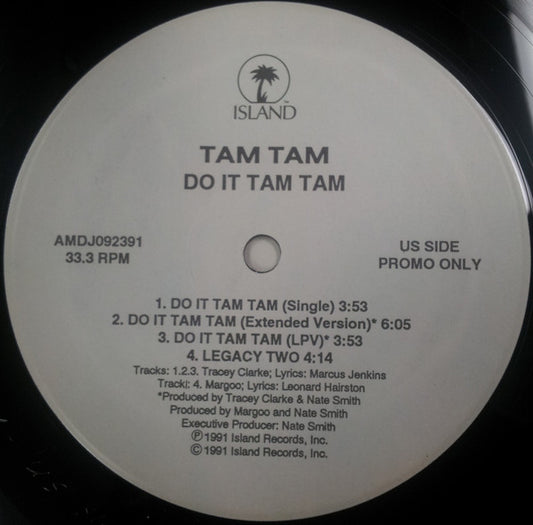 ISLAND™
TAM TAM
DO IT TAM TAM
AMDJ092391
33.3 RPM
US SIDE
PROMO ONLY
1. DO IT TAM TAM (Single) 3:53
2. DO IT TAM TAM (Extended Version)* 6:05
3. DO IT TAM TAM (LPV)* 3:53
4. LEGACY TWO 4:14
Tracks: 1.2.3. Tracey Clarke; Lyrics: Marcus Jenkins
Track: 4. Margoo; Lyrics: Leonard Hairston
*Produced by Tracey Clarke & Nate Smith
Produced by Margoo and Nate Smith
Executive Producer: Nate Smith
℗ 1991 Island Records, Inc.
© 1991 Island Records, Inc.